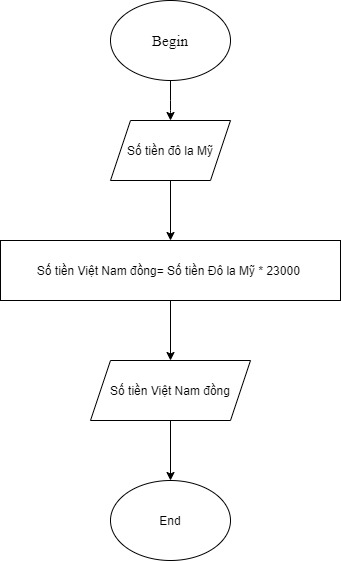 Begin
Số tiền đô la Mỹ
Số tiền Việt Nam đồng= Số tiền Đô la Mỹ * 23000
Số tiền Việt Nam đồng
End